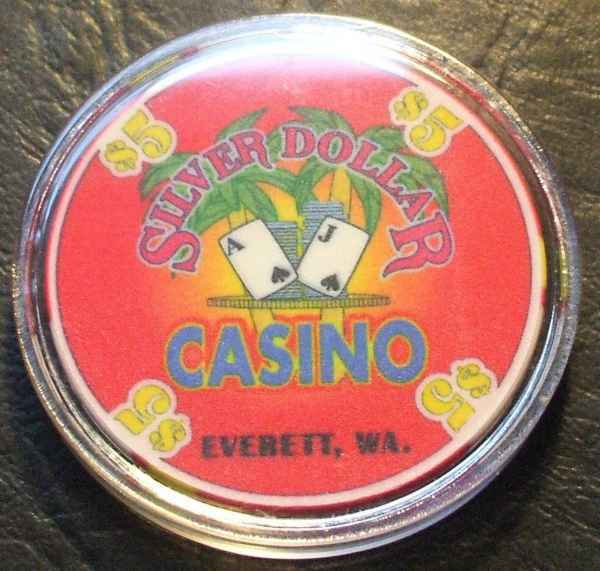 $5 $5
SILVER DOLLAR
A J
CASINO
$5 $5
EVERETT, WA.